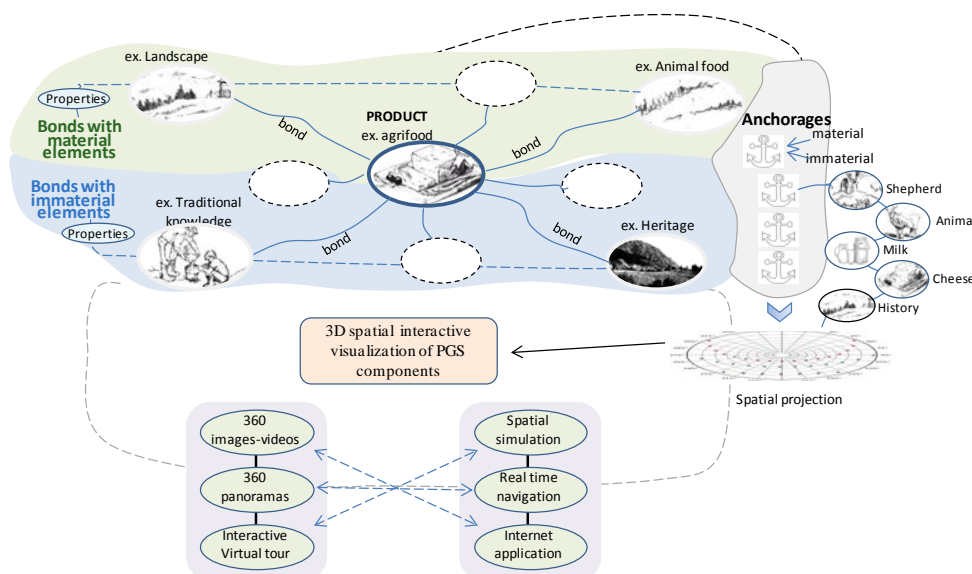 ex. Landscape
ex. Animal food
Properties
PRODUCT
ex. agrifood
Anchorages
bond
bond
Bonds with
material
elements
material
immaterial
Bonds with
immaterial
elements
ex. Traditional
knowledge
Properties
bond
bond
ex. Heritage
Shepherd
Anima
Milk
Cheese
History
3D spatial interactive
visualization of PGS
components
Spatial projection
360
images-videos
Spatial
simulation
360
panoramas
Real time
navigation
Interactive
Virtual tour
Internet
application